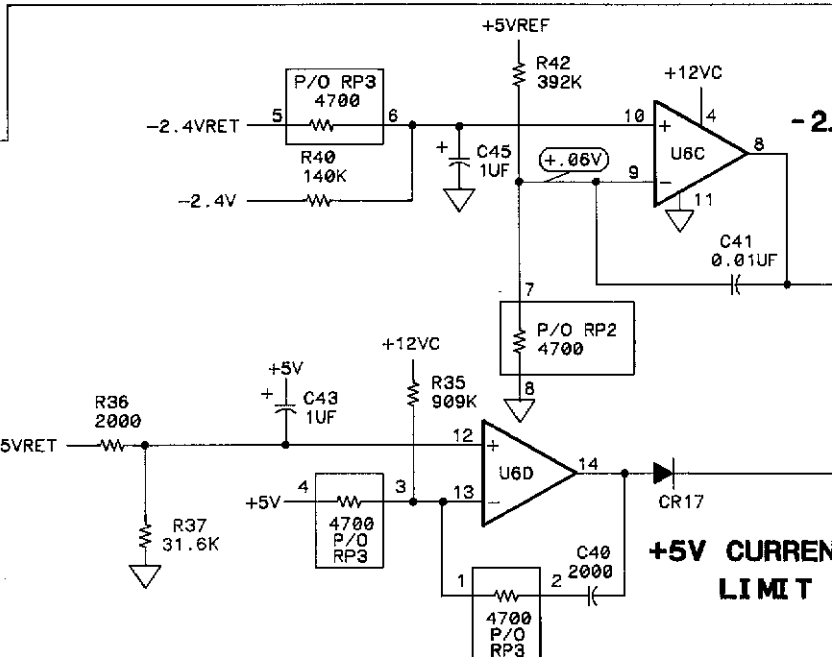 +5VREF
R42
392K
+12VC
P/O RP3
4700
5
6
-2.4VRET
10
+
4
U6C
8
-2.
+
C45
1UF
R40
140K
+.06V
9
-
11
-2.4V
C41
0.01UF
7
P/O RP2
4700
8
+12VC
+5V
R35
909K
+
C43
1UF
R36
2000
5VRET
12
+
U6D
14
CR17
4
3
13
-
+5V
4700
P/O
RP3
R37
31.6K
C40
2000
1
2
4700
P/O
RP3
+5V CURREN
LIMIT